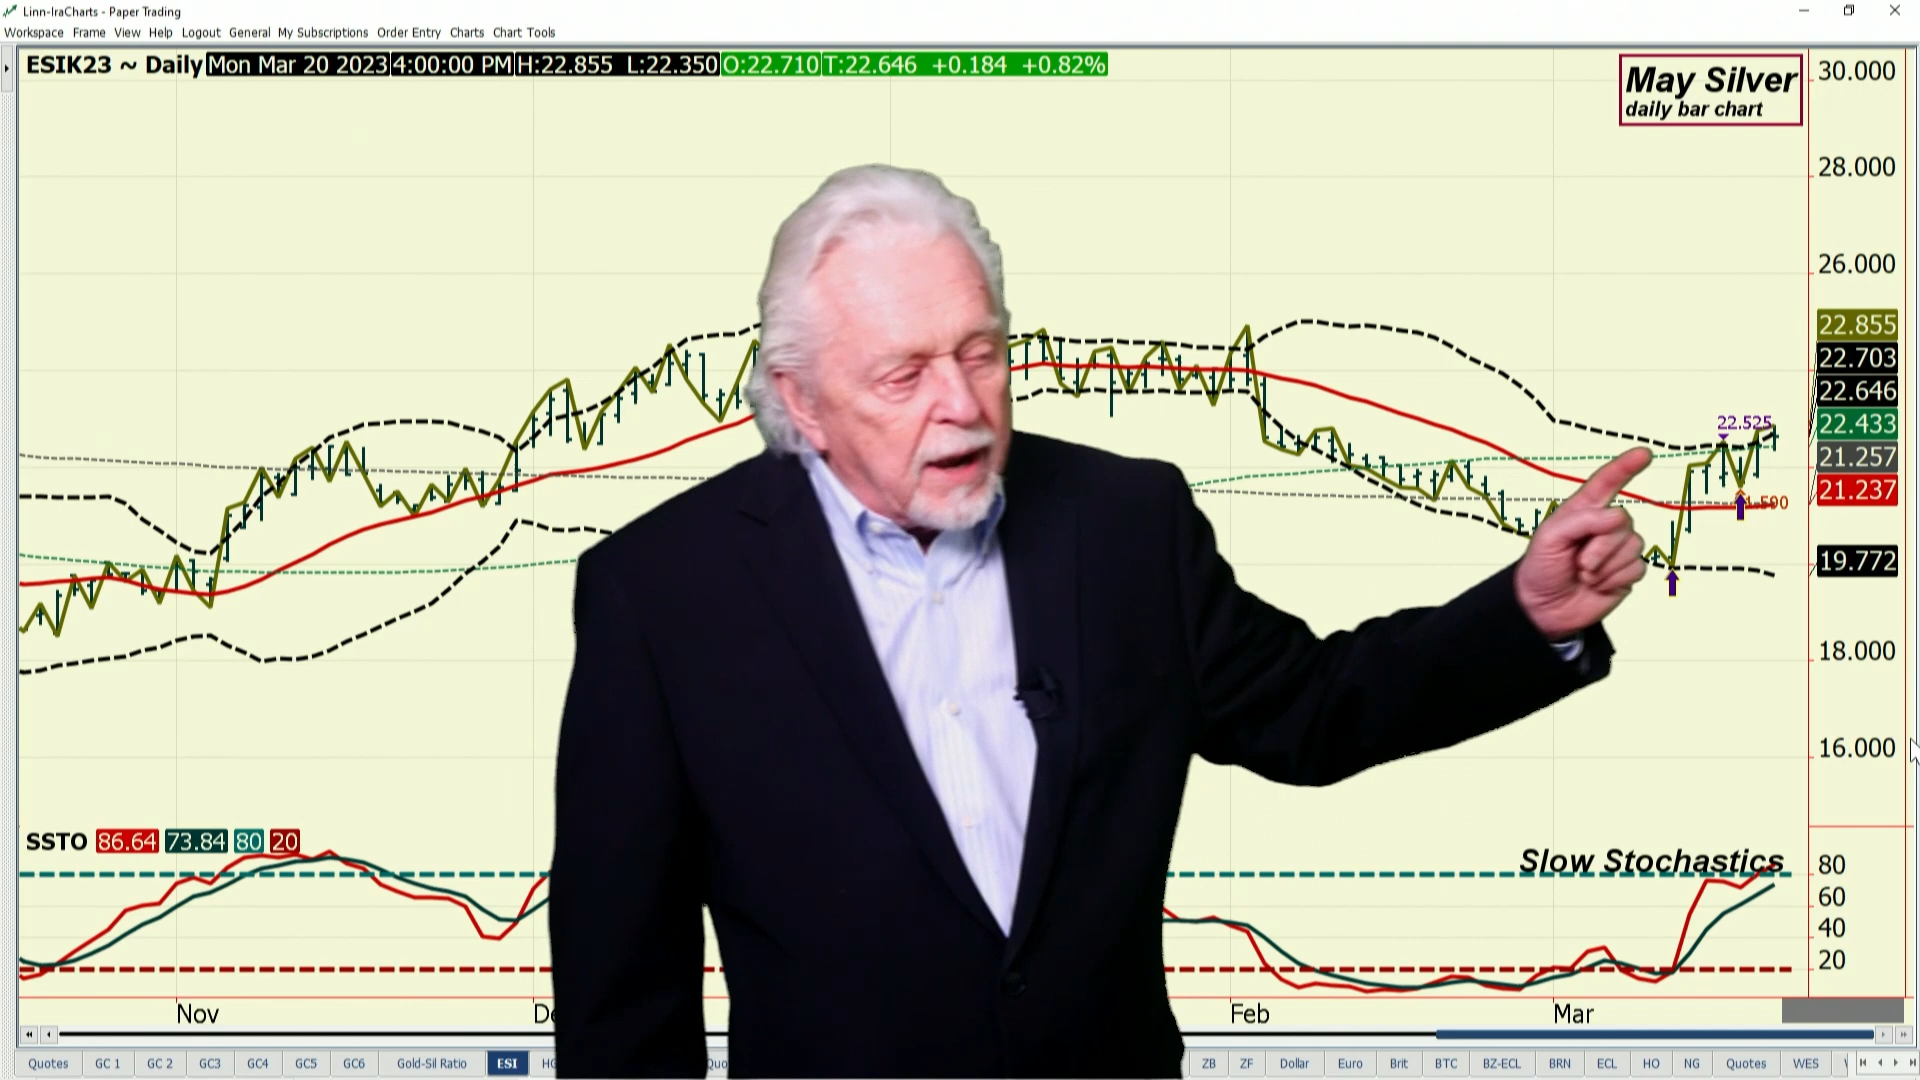 Linn-IraCharts - Paper Trading
Workspace Frame View Help Logout General My Subscriptions Order Entry Charts Chart Tools
ESIK23 ~ Daily Mon Mar 20 2023 4:00:00 PM H:22.855 L:22.350 O:22.710 T:22.646 +0.184 +0.82%
May Silver
daily bar chart
30.000
28.000
26.000
22.855
22.703
22.646
22.433
21.257
21.237
19.772
18.000
16.000
22.525
SSTO 86.64 73.84 80 20
Slow Stochastics
80
60
40
20
Nov Feb Mar
Quotes GC 1 GC 2 GC3 GC4 GC5 GC6 Gold-Sil Ratio ESI ZB ZF Dollar Euro Brit BTC BZ-ECL BRN ECL HO NG Quotes WES